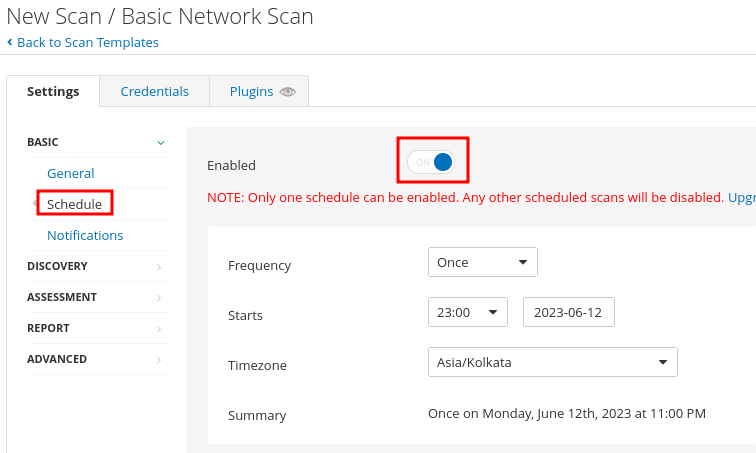 New Scan / Basic Network Scan
Back to Scan Templates
Settings
Credentials
Plugins
BASIC
General
Schedule
Notifications
DISCOVERY
ASSESSMENT
REPORT
ADVANCED
Enabled
ON
NOTE: Only one schedule can be enabled. Any other scheduled scans will be disabled. Upgr
Frequency
Once
Starts
23:00
2023-06-12
Timezone
Asia/Kolkata
Summary
Once on Monday, June 12th, 2023 at 11:00 PM